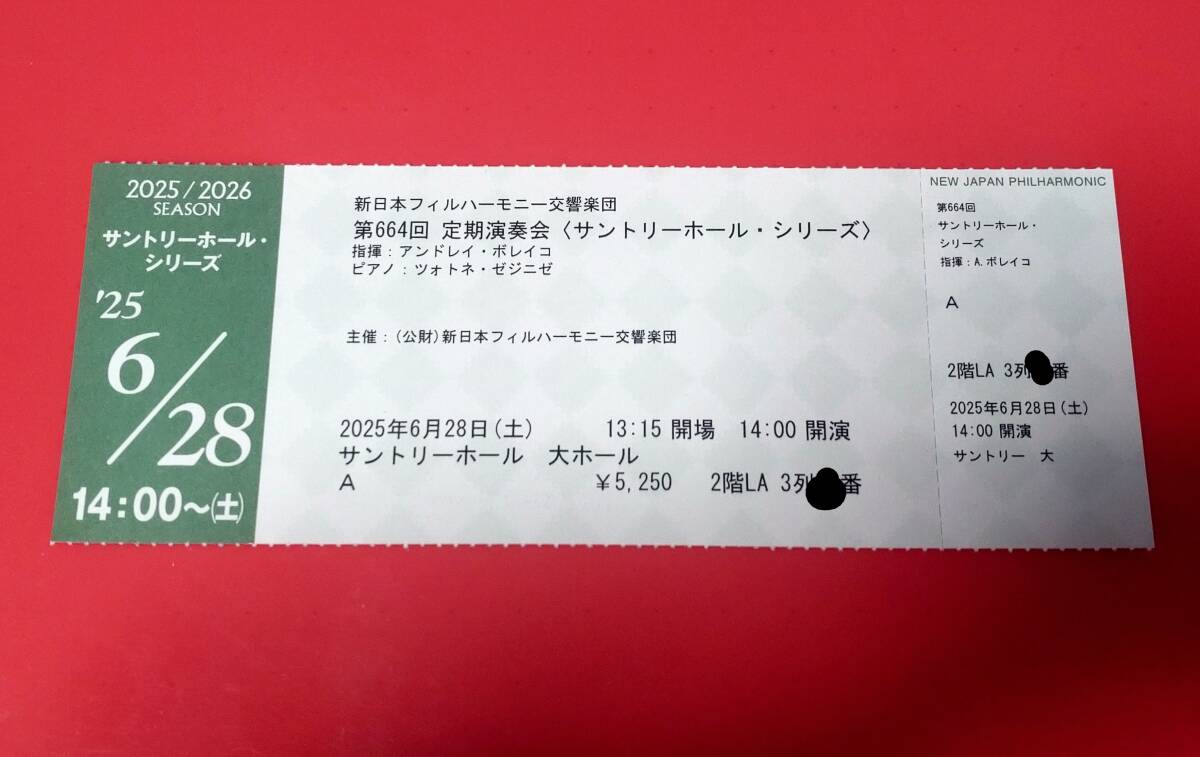 2025/2026
SEASON
サントリーホール・
シリーズ
'25
6/28
14:00～(土)
新日本フィルハーモニー交響楽団
第664回 定期演奏会〈サントリーホール・シリーズ〉
指揮：アンドレイ・ボレイコ
ピアノ：ツォトネ・ゼジニゼ
主催：(公財)新日本フィルハーモニー交響楽団
2025年6月28日(土) 13:15 開場 14:00 開演
サントリーホール 大ホール
A ¥5,250 2階LA 3列 番
NEW JAPAN PHILHARMONIC
第664回
サントリーホール・
シリーズ
指揮：A.ボレイコ
A
2階LA 3列 番
2025年6月28日(土)
14:00 開演
サントリー 大